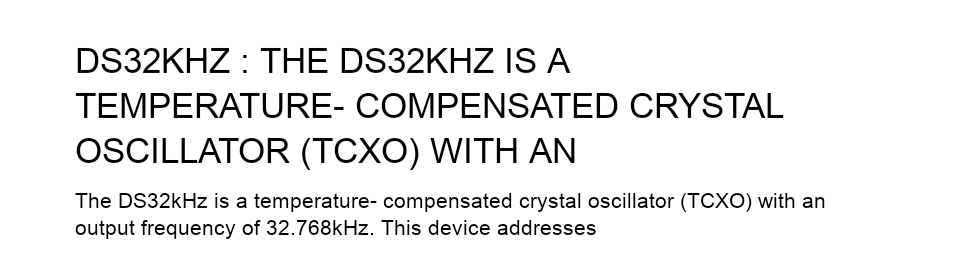 DS32KHZ : THE DS32KHZ IS A
TEMPERATURE- COMPENSATED CRYSTAL
OSCILLATOR (TCXO) WITH AN
The DS32kHz is a temperature- compensated crystal oscillator (TCXO) with an
output frequency of 32.768kHz. This device addresses